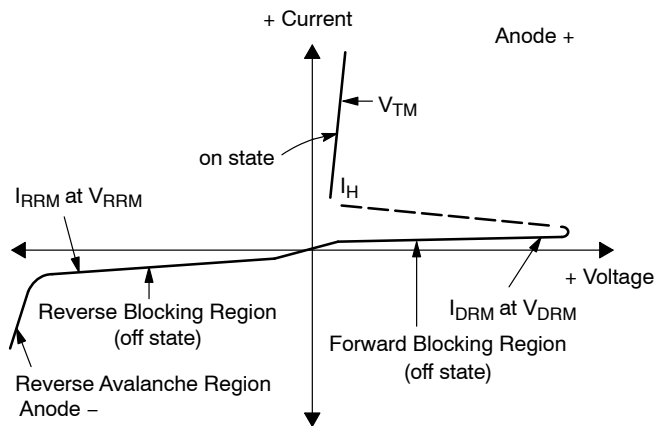 + Current
Anode +
VTM
on state
IH
IRRM at VRRM
+ Voltage
IDRM at VDRM
Reverse Blocking Region
(off state)
Forward Blocking Region
(off state)
Reverse Avalanche Region
Anode −